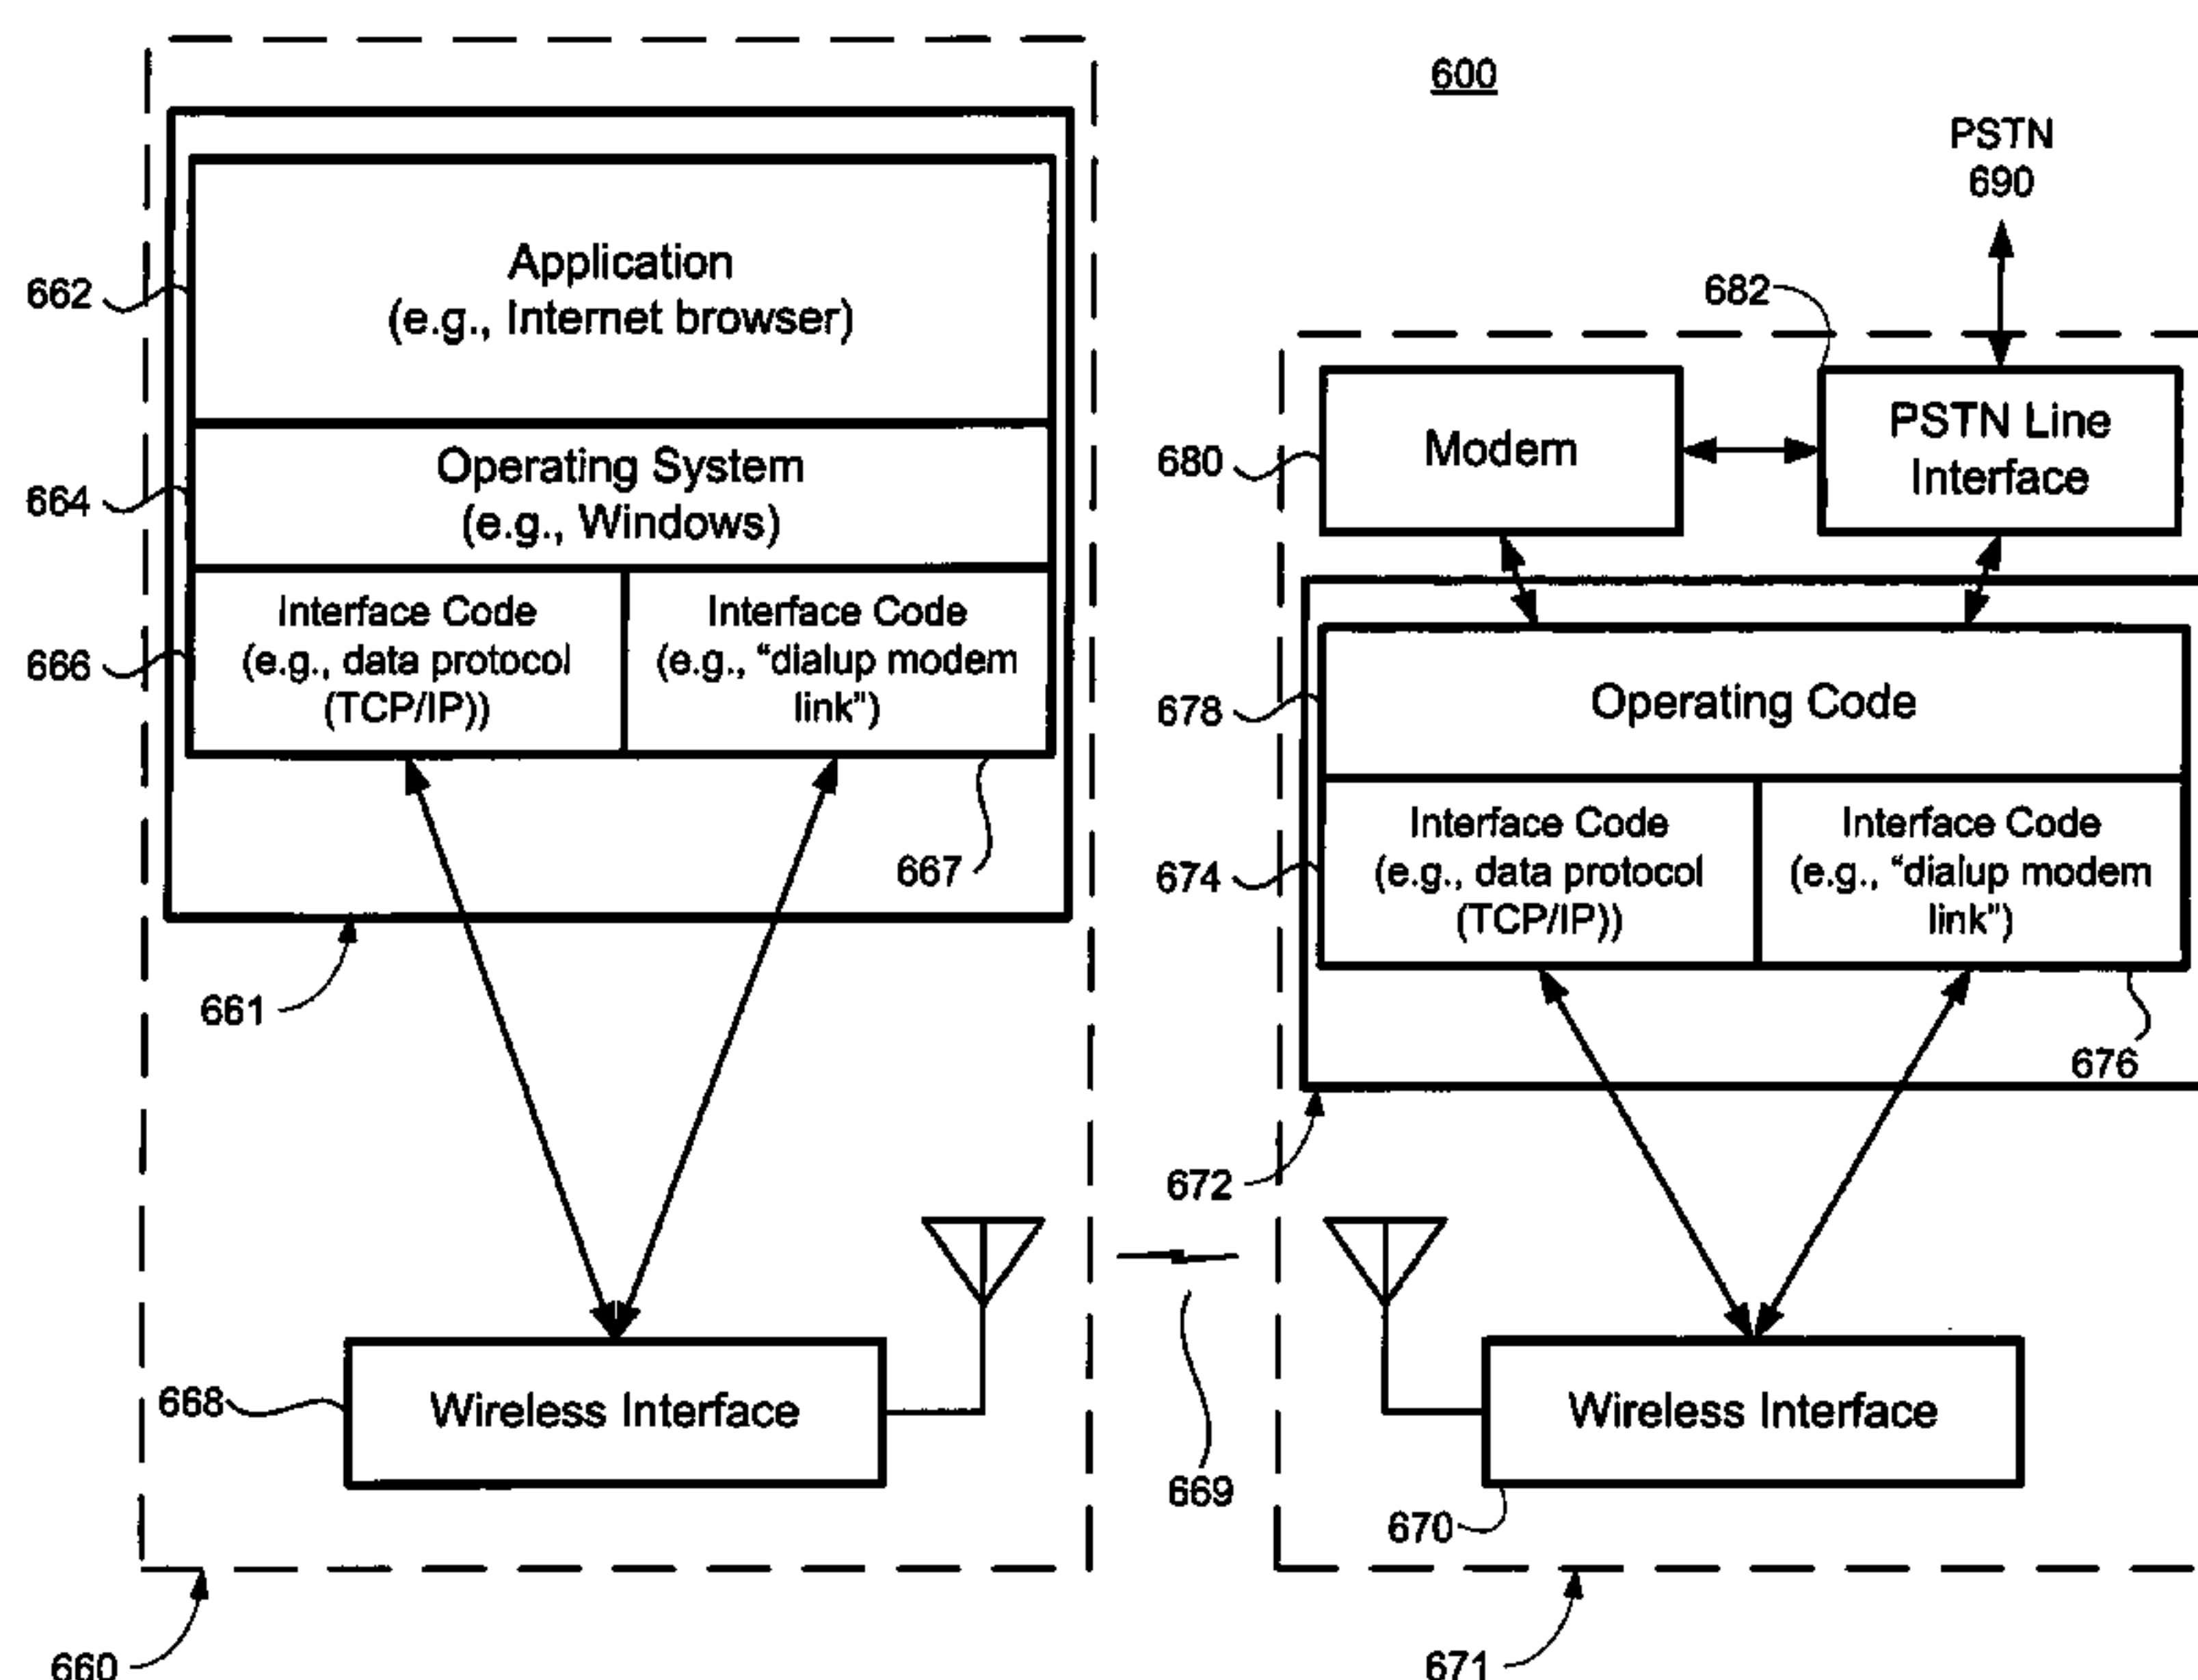 600
PSTN
690
662
Application
(e.g., Internet browser)
664
Operating System
(e.g., Windows)
666
Interface Code
(e.g., data protocol
(TCP/IP))
Interface Code
(e.g., “dialup modem
link”)
667
661
668
Wireless Interface
660
669
682
680
Modem
PSTN Line
Interface
678
Operating Code
674
Interface Code
(e.g., data protocol
(TCP/IP))
Interface Code
(e.g., “dialup modem
link”)
676
672
Wireless Interface
670
671